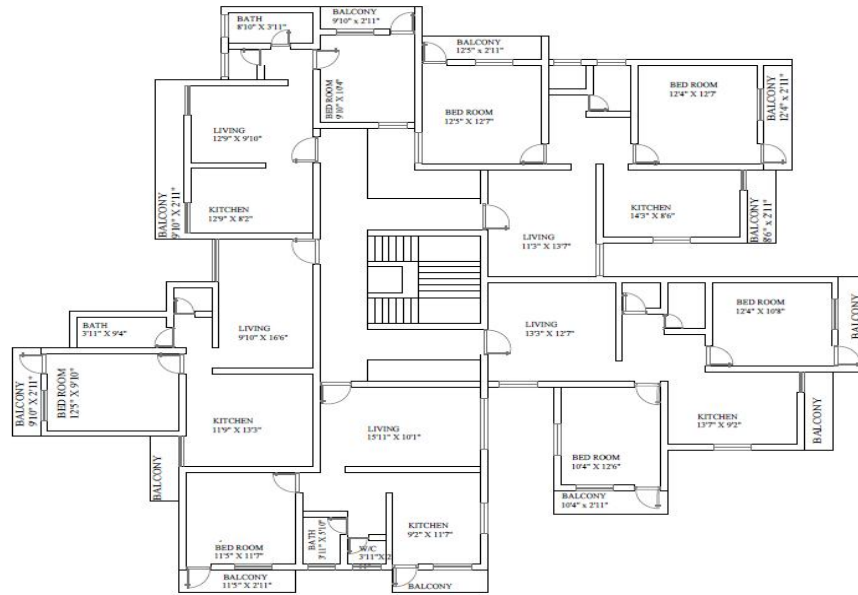 BATH
8'10" X 3'11"
BALCONY
9'10" x 2'11"
BED ROOM
9'10" X 10'4"
BALCONY
12'5" x 2'11"
BED ROOM
12'5" X 12'7"
BED ROOM
12'4" X 12'7'
BALCONY
12'4" x 2'11"
LIVING
12'9" X 9'10"
KITCHEN
12'9" X 8'2"
BALCONY
9'10" X 2'11"
KITCHEN
14'3" X 8'6"
BALCONY
8'6" x 2'11"
LIVING
11'3" X 13'7"
BATH
3'11" X 9'4"
LIVING
9'10" X 16'6"
LIVING
13'3" X 12'7"
BED ROOM
12'4" X 10'8"
BALCONY
BALCONY
9'10" X 2'11"
BED ROOM
12'5" X 9'10"
KITCHEN
11'9" X 13'3"
LIVING
15'11" X 10'1"
KITCHEN
13'7" X 9'2"
BALCONY
BALCONY
BED ROOM
10'4" X 12'6"
BALCONY
10'4" x 2'11"
BED ROOM
11'5" X 11'7"
BATH
W/C
3'11" X 2
KITCHEN
9'2" X 11'7"
BALCONY
11'5" X 2'11"
BALCONY